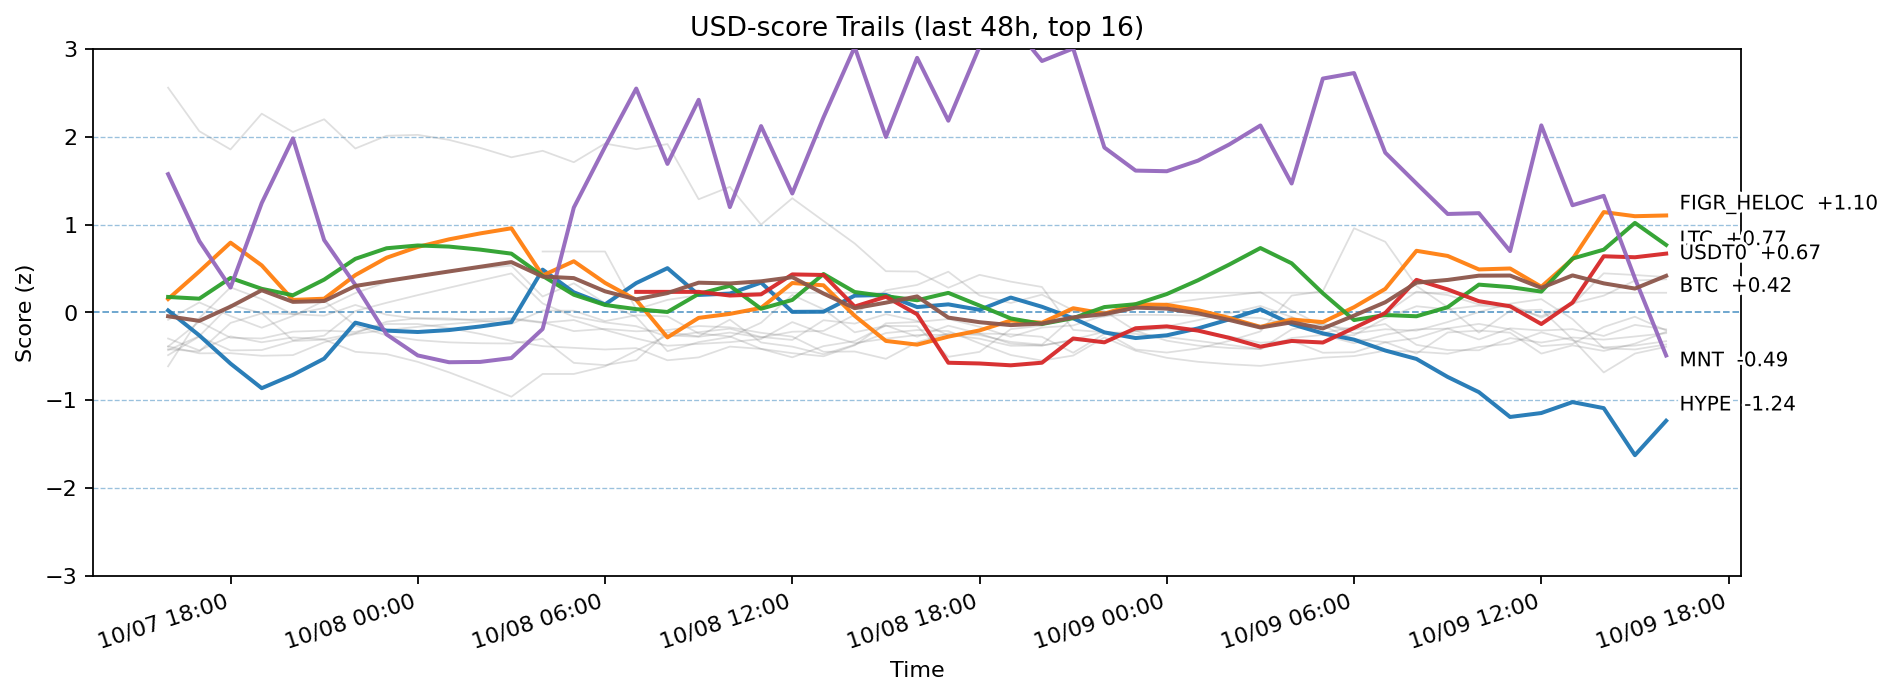 USD-score Trails (last 48h, top 16)
3
2
1
0
−1
−2
−3
Score (z)
FIGR_HELOC +1.10
LTC +0.77
USDT0 +0.67
BTC +0.42
MNT -0.49
HYPE -1.24
10/07 18:00
10/08 00:00
10/08 06:00
10/08 12:00
10/08 18:00
10/09 00:00
10/09 06:00
10/09 12:00
10/09 18:00
Time